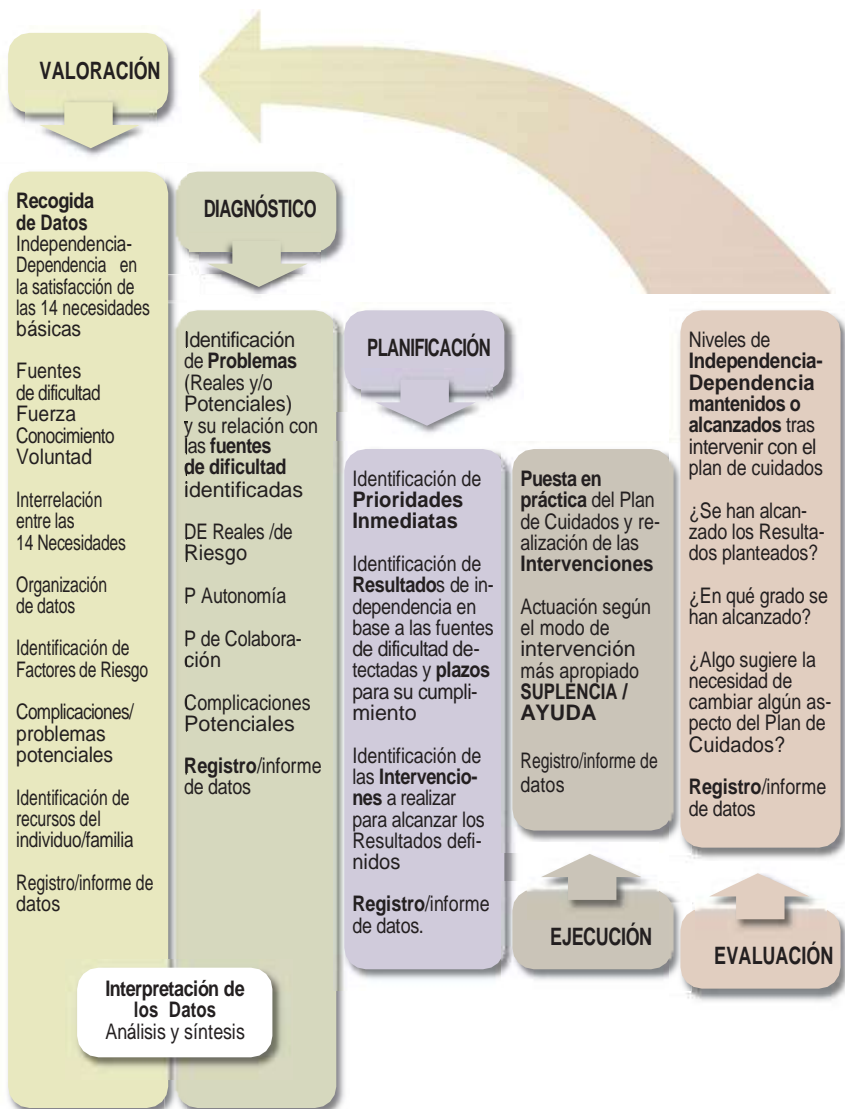 VALORACIÓN
Recogida
de Datos
Independencia-
Dependencia en
la satisfacción de
las 14 necesidades
básicas
Fuentes
de dificultad
Fuerza
Conocimiento
Voluntad
Interrelación
entre las
14 Necesidades
Organización
de datos
Identificación de
Factores de Riesgo
Complicaciones/
problemas
potenciales
Identificación de
recursos del
individuo/familia
Registro/informe de
datos
DIAGNÓSTICO
Identificación
de Problemas
(Reales y/o
Potenciales)
y su relación con
las fuentes
de dificultad
identificadas
DE Reales /de
Riesgo
P Autonomía
P de Colabora-
ción
Complicaciones
Potenciales
Registro/informe
de datos
Interpretación de
los Datos
Análisis y síntesis
PLANIFICACIÓN
Identificación de
Prioridades
Inmediatas
Identificación de
Resultados de in-
dependencia en
base a las fuentes
de dificultad de-
tectadas y plazos
para su cumpli-
miento
Identificación de
las Intervencio-
nes a realizar
para alcanzar los
Resultados defi-
nidos
Registro/informe
de datos.
Puesta en
práctica del Plan
de Cuidados y re-
alización de las
Intervenciones
Actuación según
el modo de
intervención
más apropiado
SUPLENCIA /
AYUDA
Registro/informe de
datos
EJECUCIÓN
Niveles de
Independencia-
Dependencia
mantenidos o
alcanzados tras
intervenir con el
plan de cuidados
¿Se han alcan-
zado los Resulta-
dos planteados?
¿En qué grado se
han alcanzado?
¿Algo sugiere la
necesidad de
cambiar algún as-
pecto del Plan de
Cuidados?
Registro/informe
de datos
EVALUACIÓN